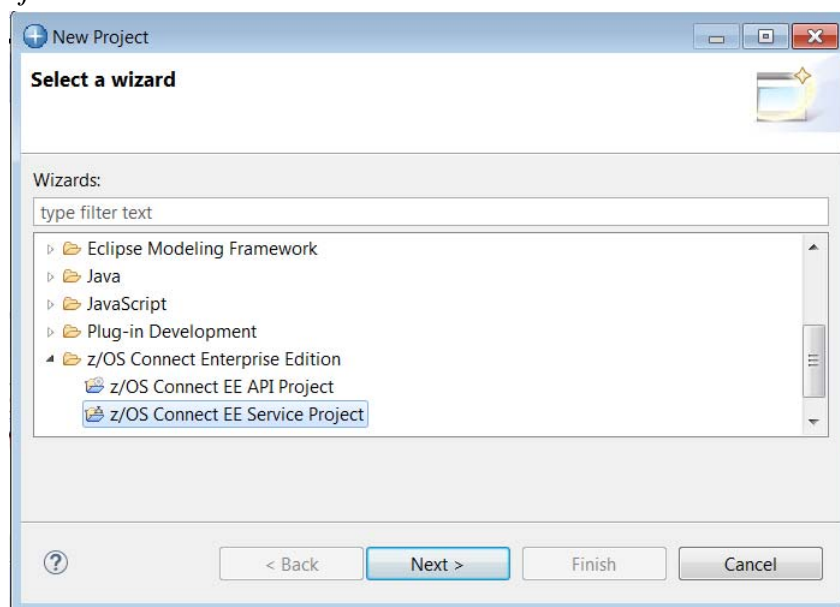 New Project
Select a wizard
Wizards:
type filter text
Eclipse Modeling Framework
Java
JavaScript
Plug-in Development
z/OS Connect Enterprise Edition
z/OS Connect EE API Project
z/OS Connect EE Service Project
? < Back Next > Finish Cancel